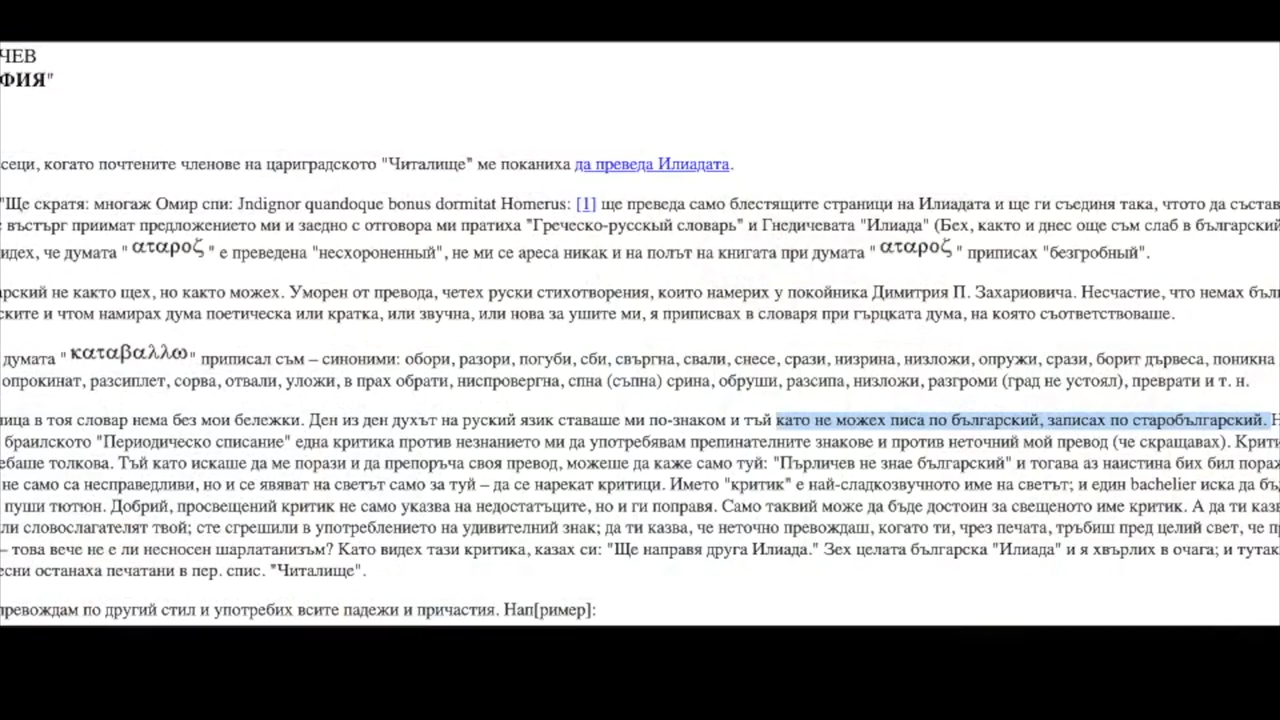 ЧЕВ
ФИЯ"
сеци, когато почтените членове на цариградското "Читалище" ме поканиха да преведа Илиадата.
"Ще скратя: многаж Омир спи: Jndignor quandoque bonus dormitat Homerus: [1] ще преведа само блестящите страници на Илиадата и ще ги съединя така, чтото да състав
с въстърг приимат предложението ми и заедно с отговора ми пратиха "Греческо-русскый словарь" и Гнедичевата "Илиада" (Бех, както и днес още съм слаб в българский
идех, че думата " αταροζ " е преведена "несхороненный", не ми се ареса никак и на полът на книгата при думата " αταροζ " приписах "безгробный".
арский не както щех, но както можех. Уморен от превода, четех руски стихотворения, които намерих у покойника Димитрия П. Захариовича. Несчастие, что немах бълг
ските и чтом намирах дума поетическа или кратка, или звучна, или нова за ушите ми, я приписвах в словаря при гърцката дума, на която съответствоваше.
думата " καταβαλλω " приписал съм – синоними: обори, разори, погуби, сби, свъргна, свали, снесе, срази, низрина, низложи, опружи, срази, борит дървеса, поникна
опрокинат, разсиплет, сорва, отвали, уложи, в прах обрати, ниспровергна, спна (съпна) срина, обруши, разсипа, низложи, разгроми (град не устоял), преврати и т. н.
ница в тоя словар нема без мои бележки. Ден из ден духът на руский язик ставаше ми по-знаком и тъй като не можех писа по българский, записах по старобългарский. Н
браилското "Периодическо списание" една критика против незнанието ми да употребявам препинателните знакове и против неточний мой превод (че скращавах). Крити
ебаше толкова. Тъй като искаше да ме порази и да препоръча своя превод, можеше да каже само туй: "Пърличев не знае българский" и тогава аз наистина бих бил пораж
не само са несправедливи, но и се явяват на светът само за туй – да се нарекат критици. Името "критик" е най-сладкозвучното име на светът; и един bachelier иска да бъ
пуши тютюн. Добрий, просвещений критик не само указва на недостатъците, но и ги поправя. Само таквий може да бъде достоин за свещеното име критик. А да ти каз
ли словослагателят твой; сте сгрешили в употреблението на удивителний знак; да ти казва, че неточно превождаш, когато ти, чрез печата, тръбиш пред целий свет, че п
– това вече не е ли несносен шарлатанизъм? Като видех тази критика, казах си: "Ще направя друга Илиада." Зех целата българска "Илиада" и я хвърлих в очага; и тутак
есни останаха печатани в пер. спис. "Читалище".
превождам по другий стил и употребих всите падежи и причастия. Нап[ример]: